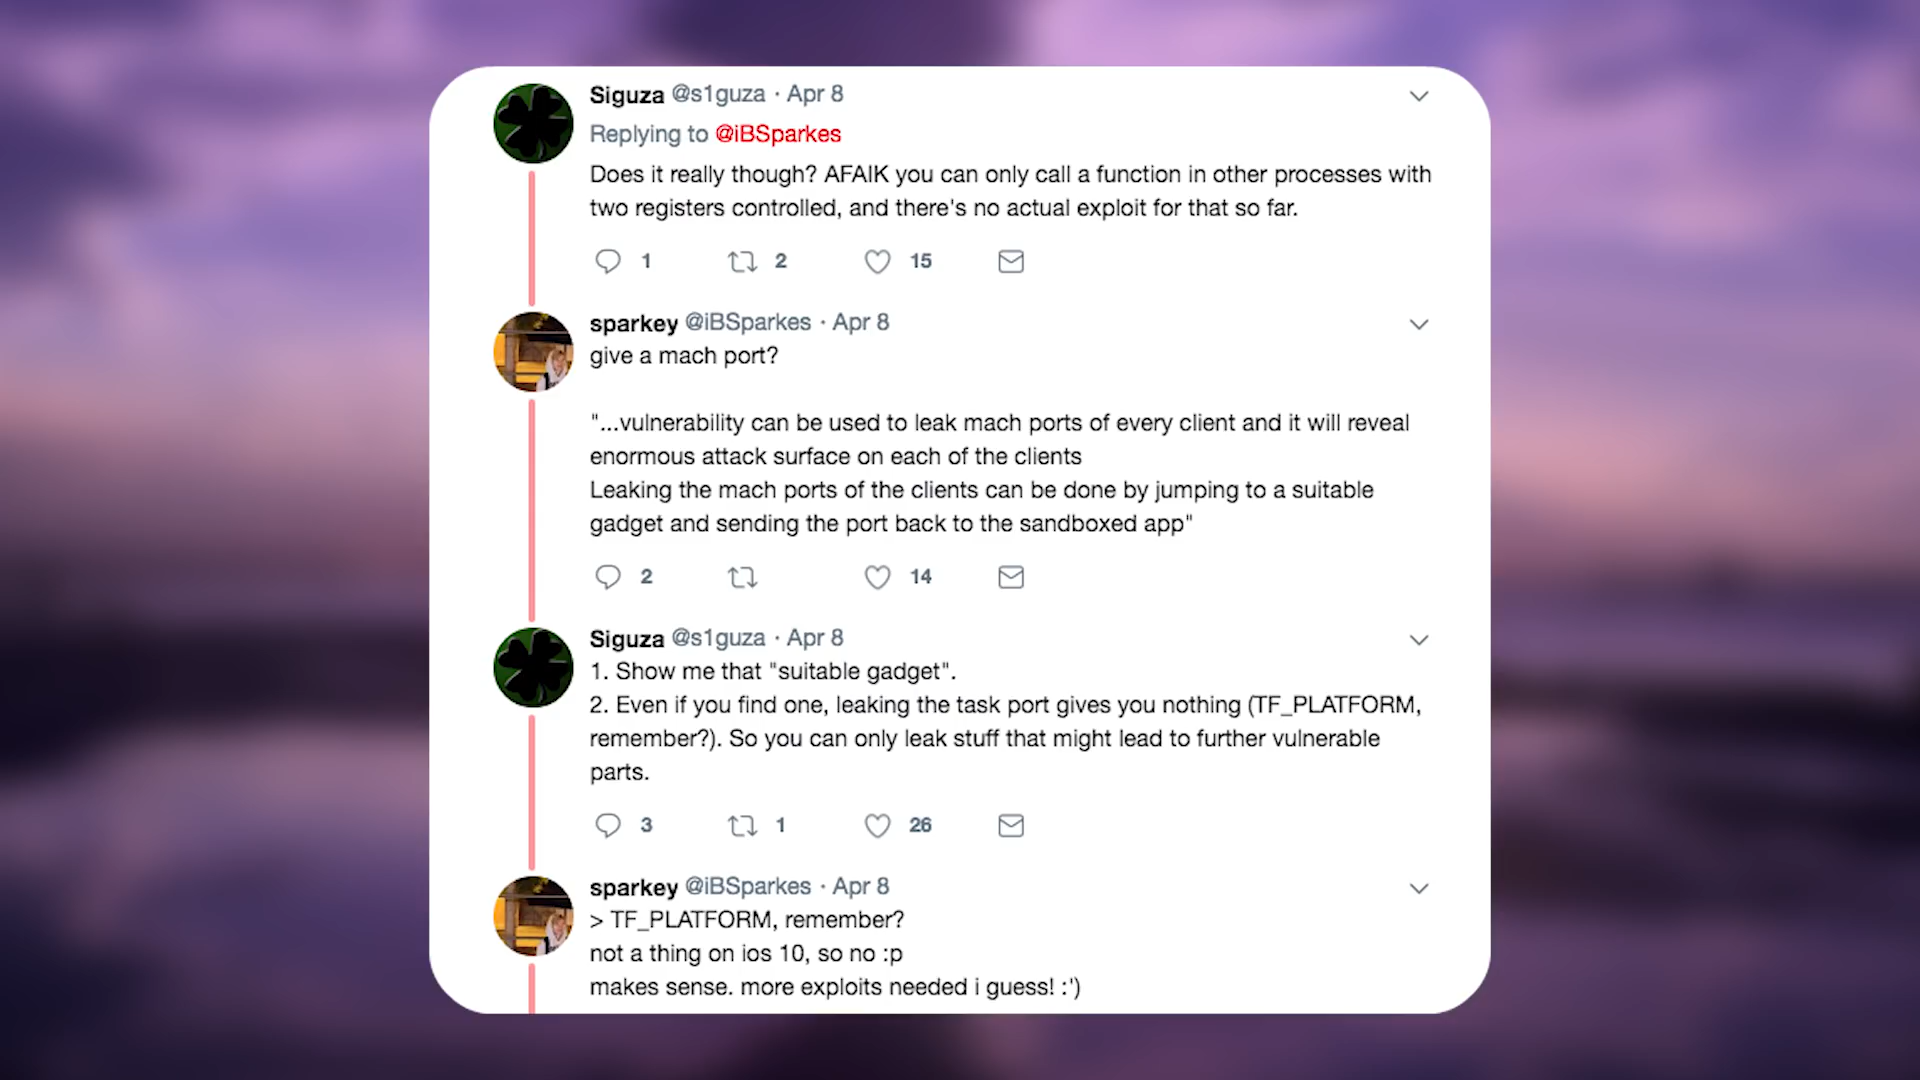 Siguza @s1guza · Apr 8
Replying to @iBSparkes
Does it really though? AFAIK you can only call a function in other processes with
two registers controlled, and there's no actual exploit for that so far.
1 2 15
sparkey @iBSparkes · Apr 8
give a mach port?
"...vulnerability can be used to leak mach ports of every client and it will reveal
enormous attack surface on each of the clients
Leaking the mach ports of the clients can be done by jumping to a suitable
gadget and sending the port back to the sandboxed app"
2 14
Siguza @s1guza · Apr 8
1. Show me that "suitable gadget".
2. Even if you find one, leaking the task port gives you nothing (TF_PLATFORM,
remember?). So you can only leak stuff that might lead to further vulnerable
parts.
3 1 26
sparkey @iBSparkes · Apr 8
> TF_PLATFORM, remember?
not a thing on ios 10, so no :p
makes sense. more exploits needed i guess! :')